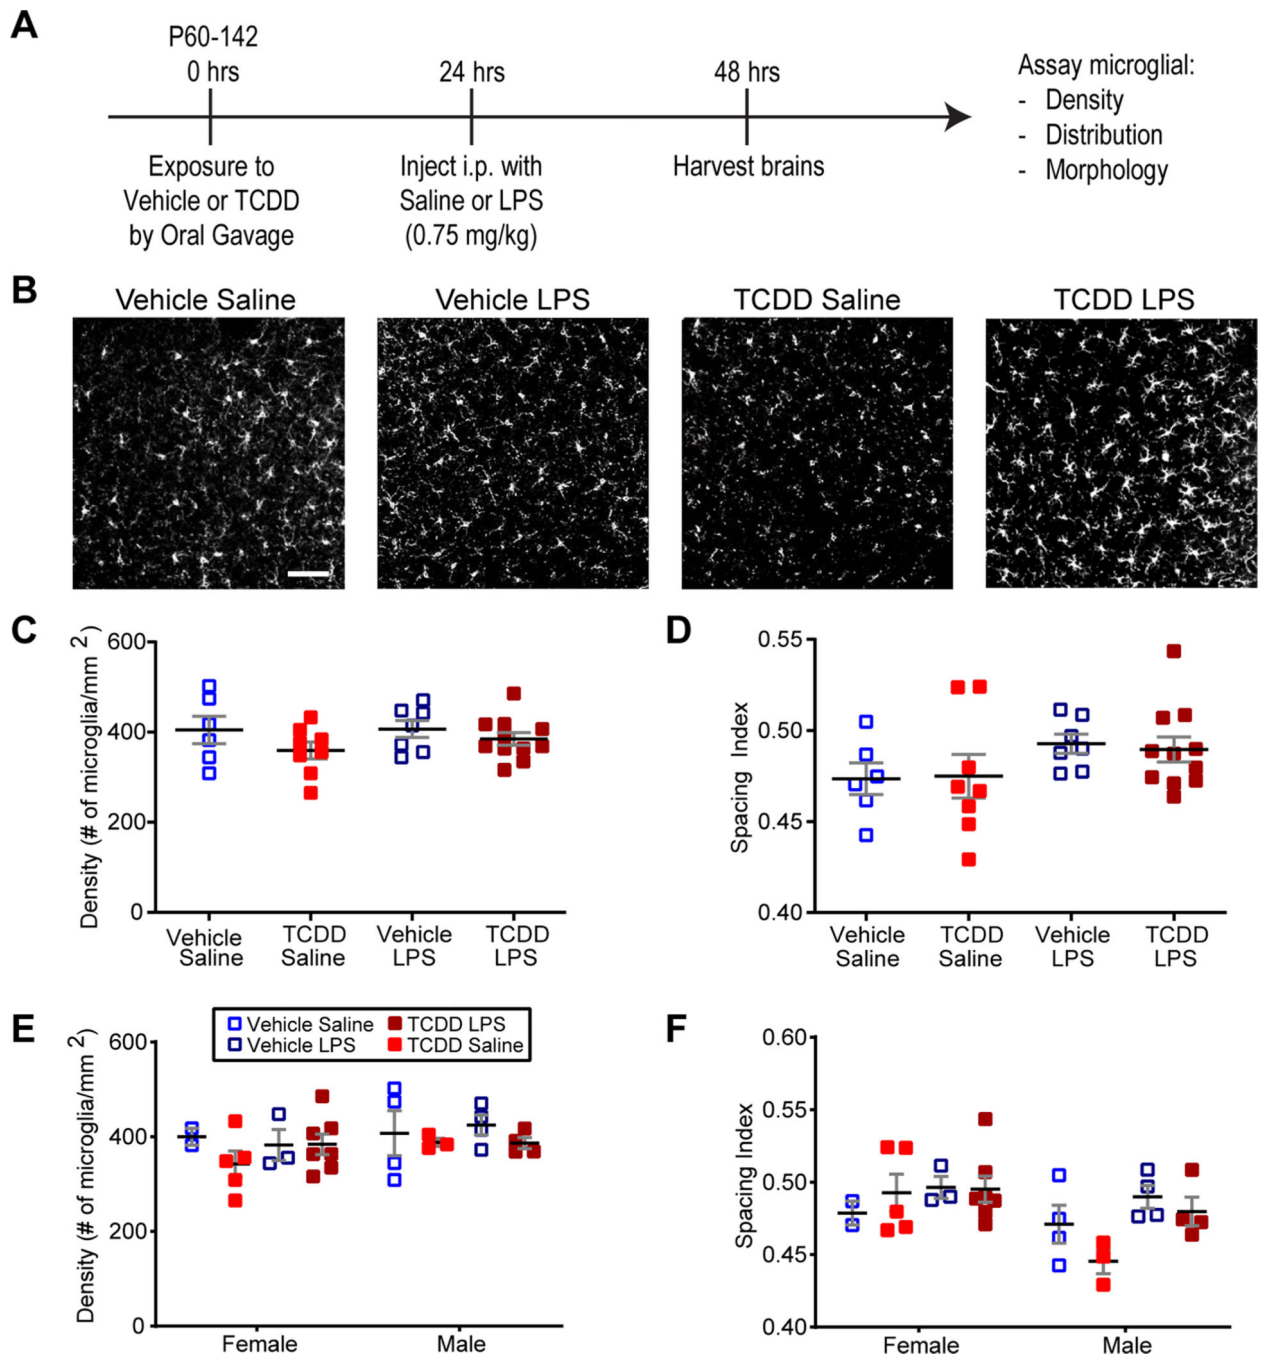 A
P60-142
0 hrs
24 hrs
48 hrs
Exposure to
Vehicle or TCDD
by Oral Gavage
Inject i.p. with
Saline or LPS
(0.75 mg/kg)
Harvest brains
Assay microglial:
- Density
- Distribution
- Morphology
B
Vehicle Saline
Vehicle LPS
TCDD Saline
TCDD LPS
C
Density (# of microglia/mm 2)
600
400
200
0
Vehicle
Saline
TCDD
Saline
Vehicle
LPS
TCDD
LPS
D
Spacing Index
0.55
0.50
0.45
0.40
Vehicle
Saline
TCDD
Saline
Vehicle
LPS
TCDD
LPS
E
Vehicle Saline
TCDD LPS
Vehicle LPS
TCDD Saline
Density (# of microglia/mm 2)
600
400
200
0
Female
Male
F
Spacing Index
0.60
0.55
0.50
0.45
0.40
Female
Male